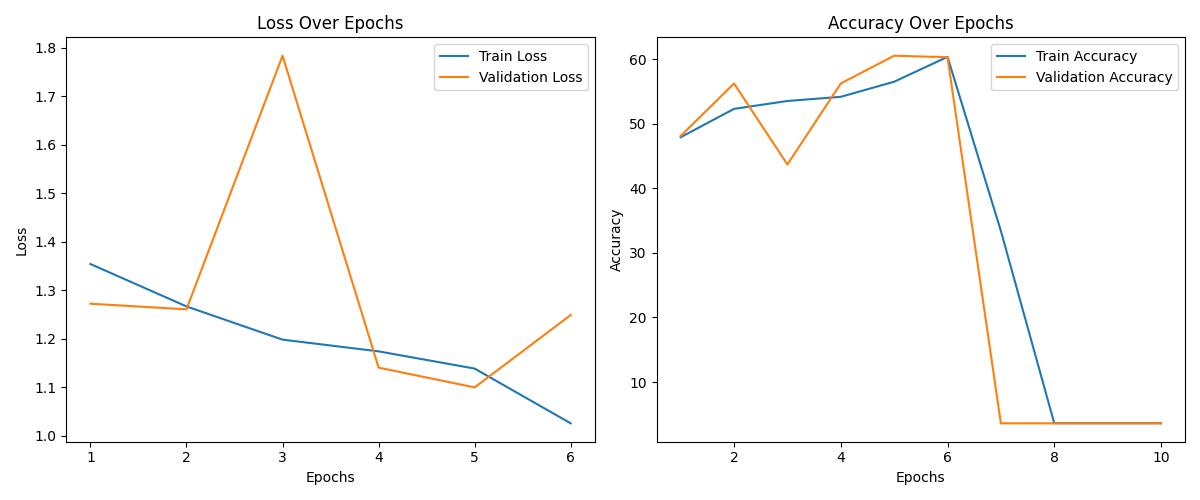 Loss Over Epochs
Train Loss
Validation Loss
1.8
1.7
1.6
1.5
1.4
1.3
1.2
1.1
1.0
Loss
1 2 3 4 5 6
Epochs
Accuracy Over Epochs
Train Accuracy
Validation Accuracy
60
50
40
30
20
10
Accuracy
2 4 6 8 10
Epochs